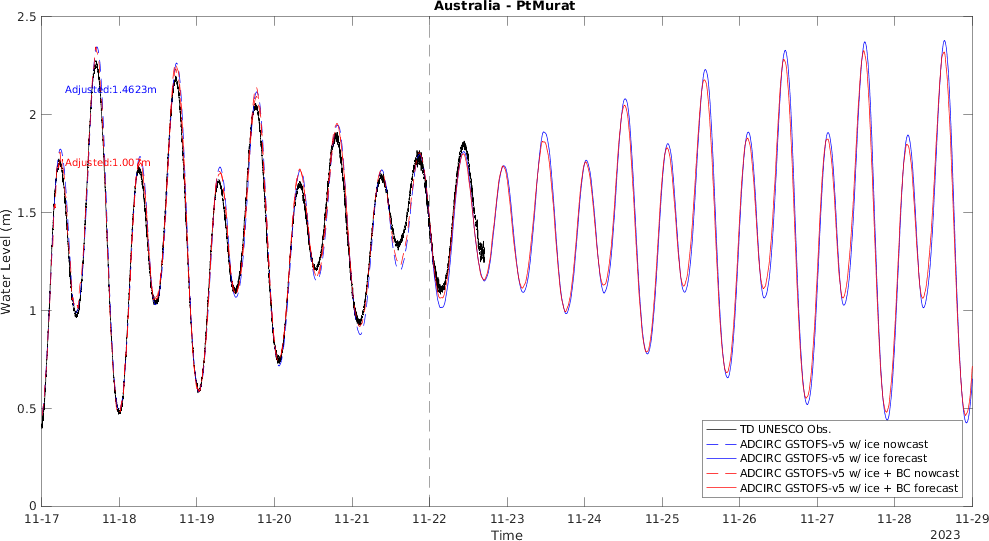 Australia - PtMurat
2.5
2
1.5
1
0.5
0
Water Level (m)
Adjusted:1.4623m
Adjusted:1.007m
TD UNESCO Obs.
ADCIRC GSTOFS-v5 w/ ice nowcast
ADCIRC GSTOFS-v5 w/ ice forecast
ADCIRC GSTOFS-v5 w/ ice + BC nowcast
ADCIRC GSTOFS-v5 w/ ice + BC forecast
11-17 11-18 11-19 11-20 11-21 11-22 11-23 11-24 11-25 11-26 11-27 11-28 11-29
Time
2023